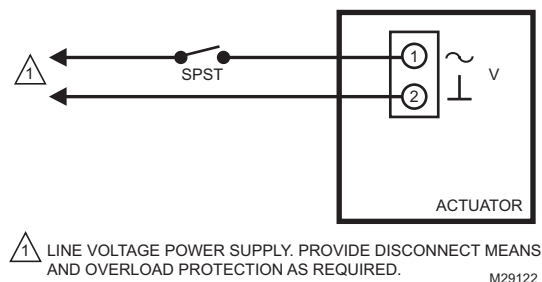 1
SPST
1
2
V
ACTUATOR
1 LINE VOLTAGE POWER SUPPLY. PROVIDE DISCONNECT MEANS
AND OVERLOAD PROTECTION AS REQUIRED.
M29122